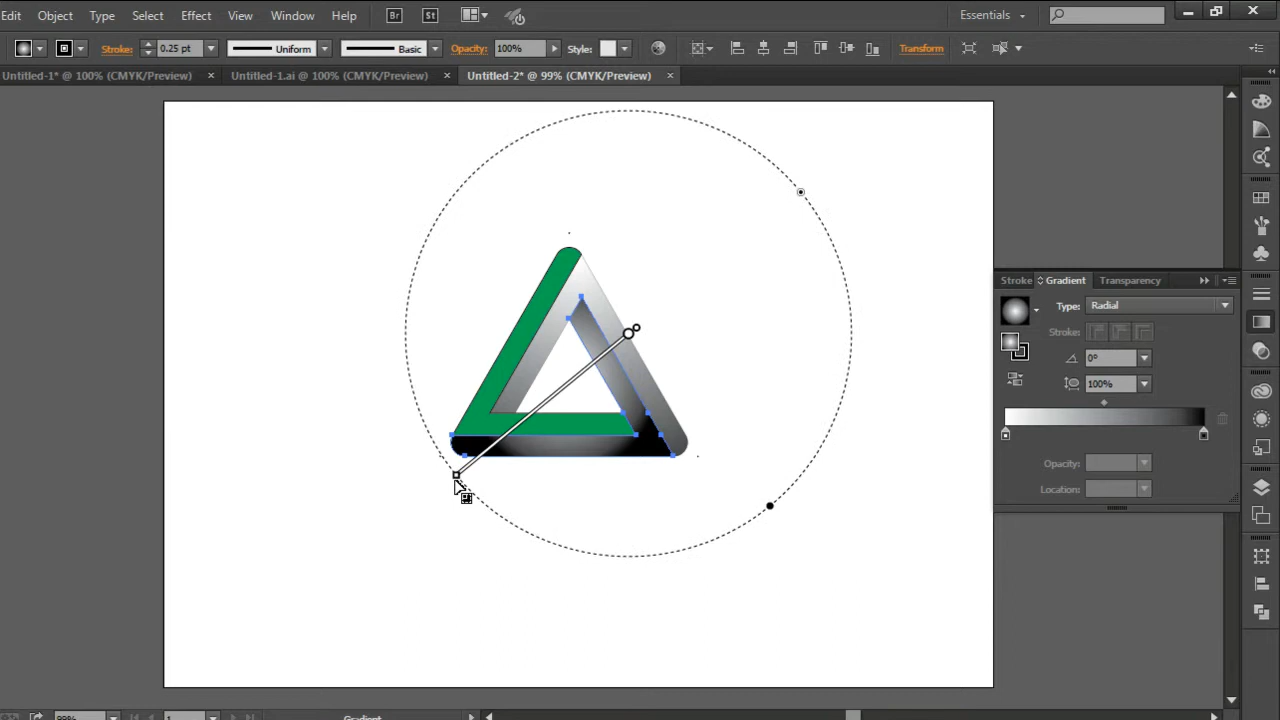 Edit Object Type Select Effect View Window Help Br St Essentials
Stroke: 0.25 pt Uniform Basic Opacity: 100% Style: Transform
Untitled-1* @ 100% (CMYK/Preview) × Untitled-1.ai @ 100% (CMYK/Preview) × Untitled-2* @ 99% (CMYK/Preview) ×
Stroke Gradient Transparency
Type: Radial
Stroke:
0°
100%
Opacity:
Location:
99% 1 Gradient